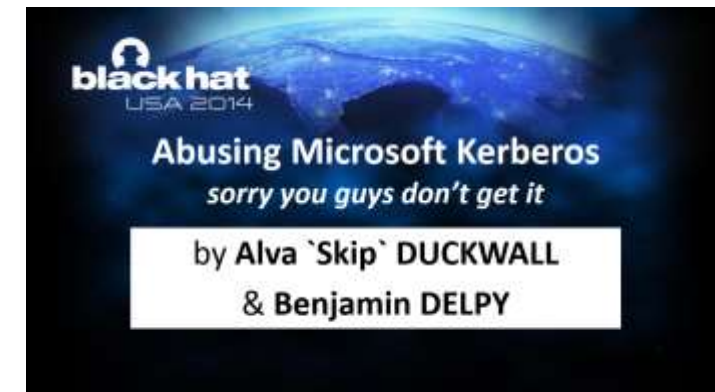 black hat
USA 2014
Abusing Microsoft Kerberos
sorry you guys don't get it
by Alva `Skip` DUCKWALL
& Benjamin DELPY